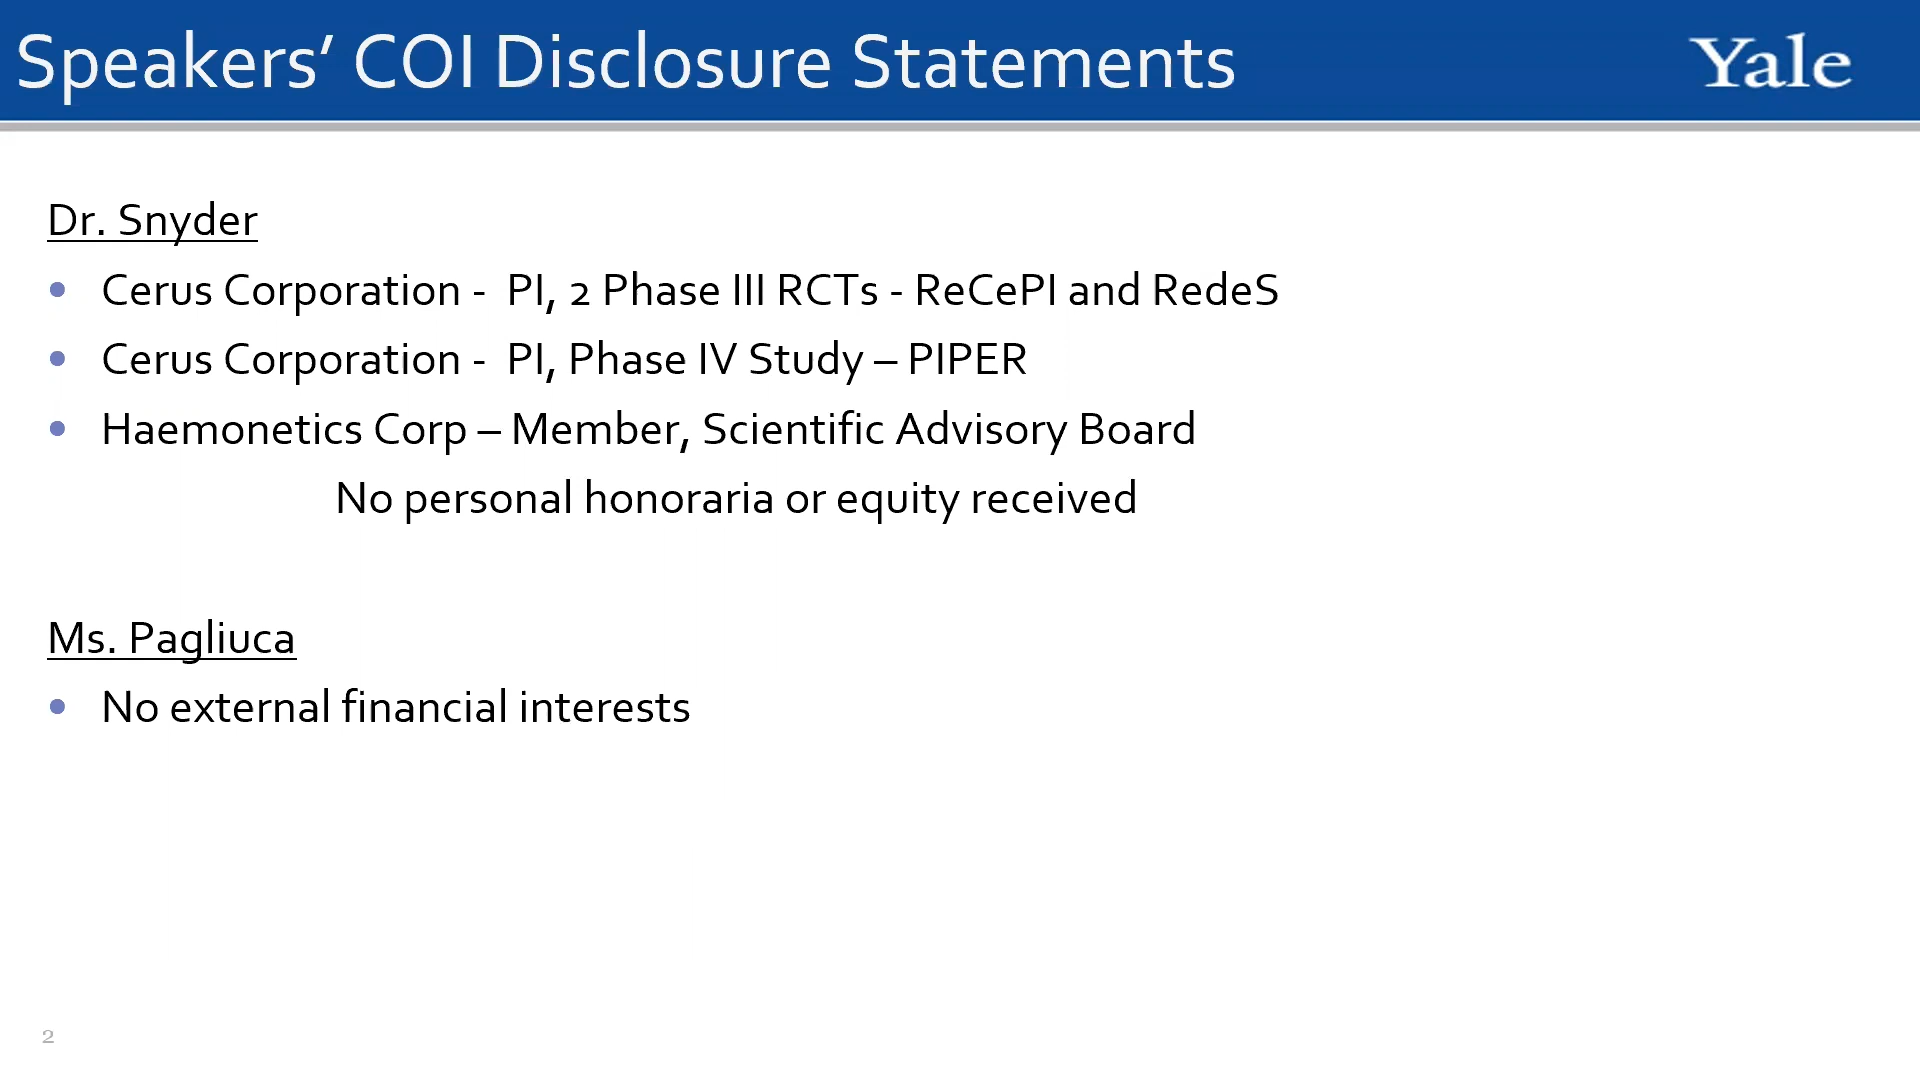 Speakers’ COI Disclosure Statements
Yale
Dr. Snyder
• Cerus Corporation - PI, 2 Phase III RCTs - ReCePI and RedeS
• Cerus Corporation - PI, Phase IV Study – PIPER
• Haemonetics Corp – Member, Scientific Advisory Board
No personal honoraria or equity received
Ms. Pagliuca
• No external financial interests
2